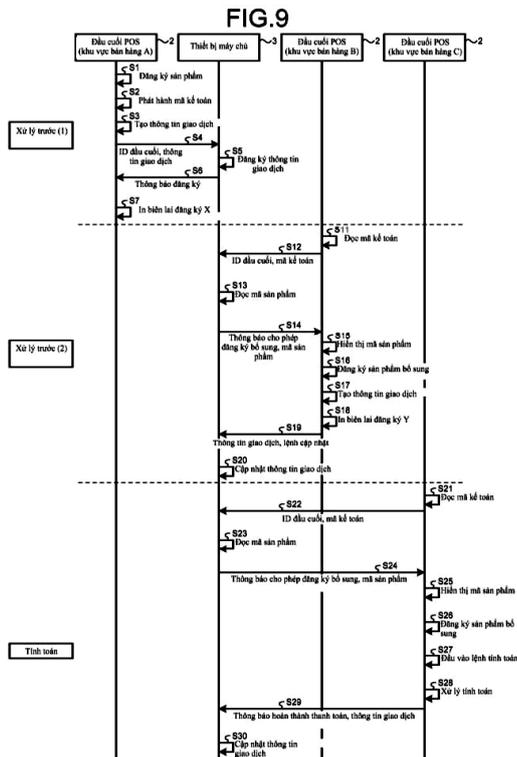 FIG.9
Đầu cuối POS
(khu vực bán hàng A)
2
Thiết bị máy chủ
3
Đầu cuối POS
(khu vực bán hàng B)
2
Đầu cuối POS
(khu vực bán hàng C)
2
Xử lý trước (1)
S1
Đăng ký sản phẩm
S2
Phát hành mã kế toán
S3
Tạo thông tin giao dịch
S4
ID đầu cuối, thông
tin giao dịch
S5
Đăng ký thông tin
giao dịch
S6
Thông báo đăng ký
S7
In biên lai đăng ký X
Xử lý trước (2)
S11
Đọc mã kế toán
S12
ID đầu cuối, mã kế toán
S13
Đọc mã sản phẩm
S14
Thông báo cho phép
đăng ký bổ sung, mã sản
phẩm
S15
Hiển thị mã sản phẩm
S16
Đăng ký sản phẩm bổ sung
S17
Tạo thông tin giao dịch
S18
In biên lai đăng ký Y
S19
Thông tin giao dịch, lệnh cập nhật
S20
Cập nhật thông tin giao dịch
Tính toán
S21
Đọc mã kế toán
S22
ID đầu cuối, mã kế toán
S23
Đọc mã sản phẩm
S24
Thông báo cho phép đăng ký bổ sung, mã sản phẩm
S25
Hiển thị mã sản phẩm
S26
Đăng ký sản phẩm bổ
sung
S27
Đầu vào lệnh tính toán
S28
Xử lý tính toán
S29
Thông báo hoàn thành thanh toán, thông tin giao dịch
S30
Cập nhật thông tin
giao dịch